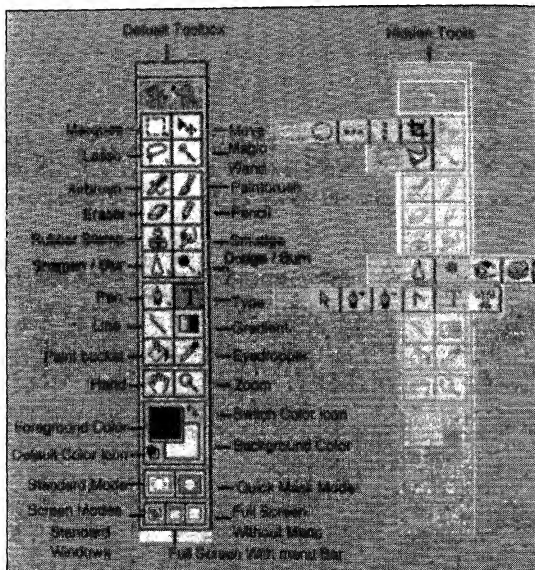 Default Toolbox
Hidden Tools
Marquee
Move
Lasso
Magic
Wand
Airbrush
Paintbrush
Eraser
Pencil
Rubber Stamp
Smudge
Sharpen / Blur
Dodge / Burn
Pen
Type
Line
Gradient
Paint bucket
Eyedropper
Hand
Zoom
Switch Color Icon
Foreground Color
Background Color
Default Color Icon
Standard Mode
Quick Mask Mode
Screen Modes
Full Screen
Without Menu
Standard
Windows
Full Screen With menu Bar